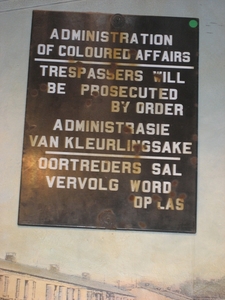 ADMINISTRATION
OF COLOURED AFFAIRS
TRESPASSERS WILL
BE PROSECUTED
BY ORDER
ADMINISTRASIE
VAN KLEURLINGSAKE
OORTREDERS SAL
VERVOLG WORD
OP LAS